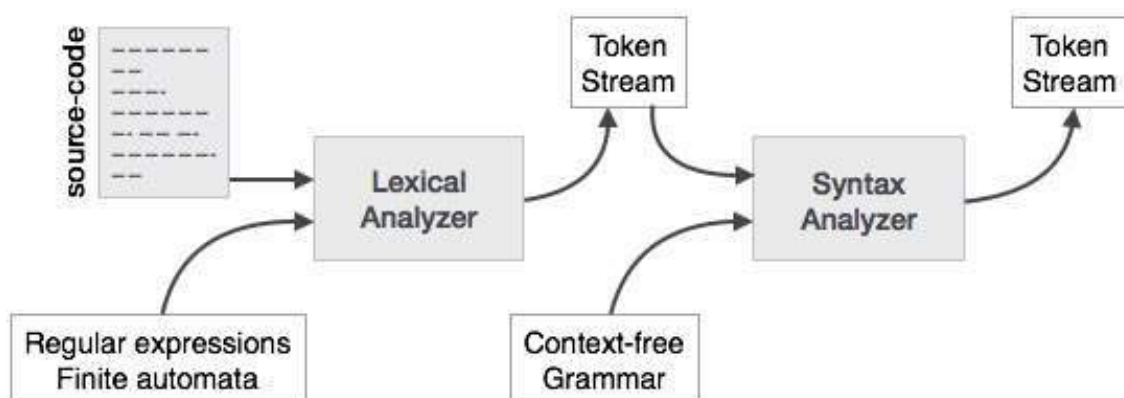 source-code
Token
Stream
Token
Stream
Lexical
Analyzer
Syntax
Analyzer
Regular expressions
Finite automata
Context-free
Grammar